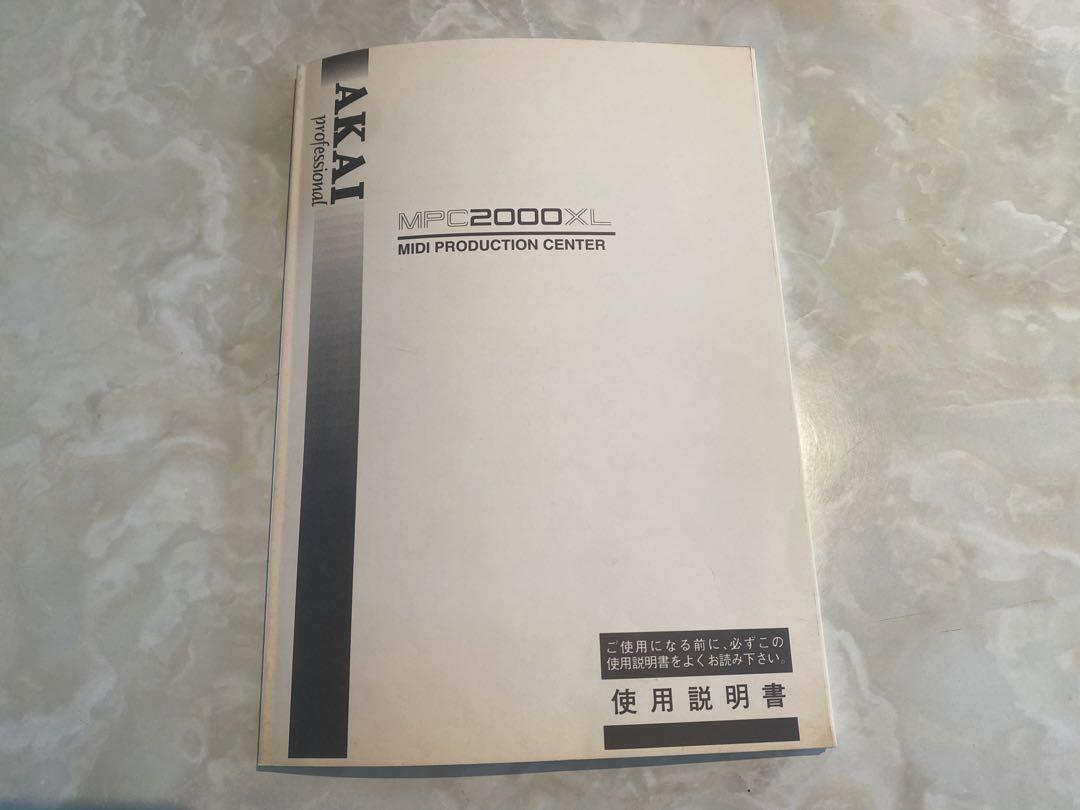 AKAI
professional
MPC2000XL
MIDI PRODUCTION CENTER
ご使用になる前に、必ずこの
使用説明書をよくお読み下さい。
使用説明書